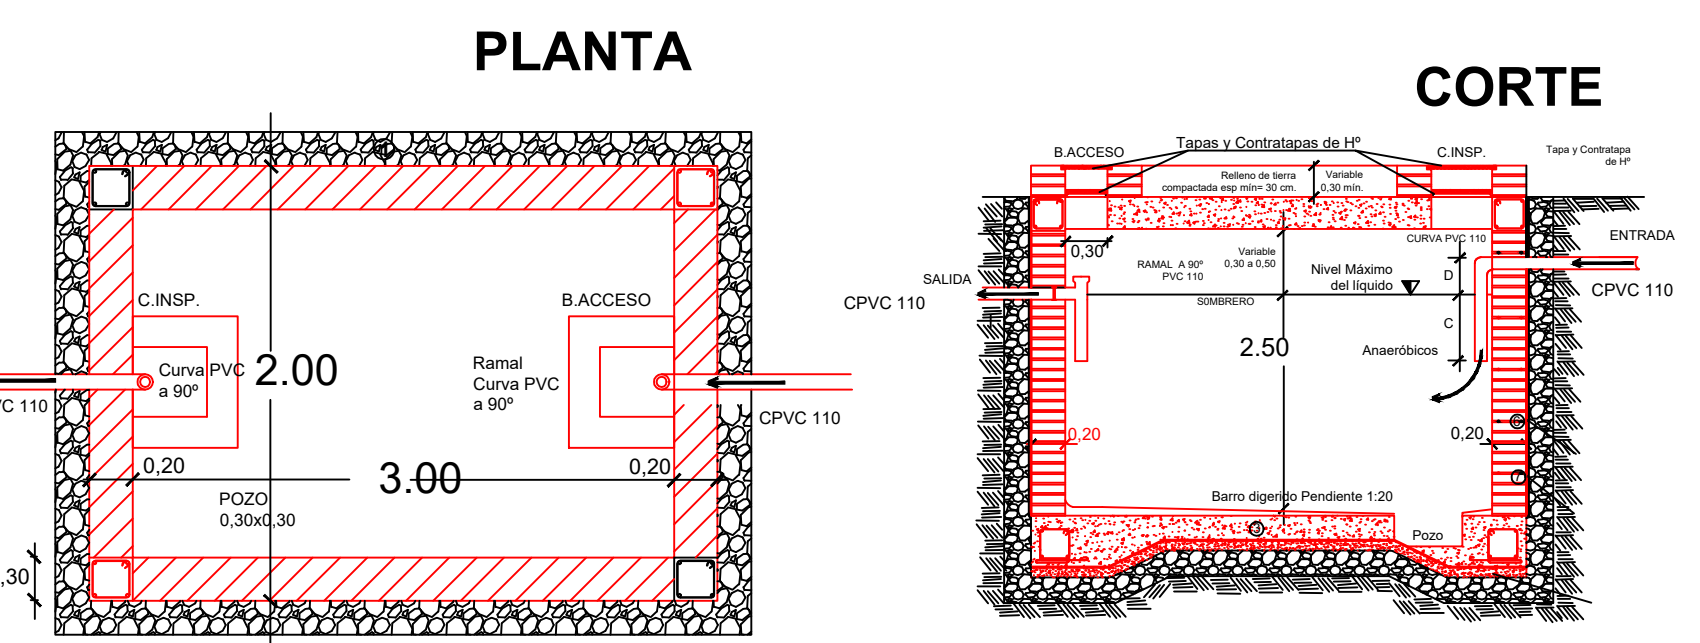 PLANTA
C.INSP.
B.ACCESO
Curva PVC
a 90º
2.00
Ramal
Curva PVC
a 90º
CPVC 110
0,20
3.00
0,20
POZO
0,30x0,30
CORTE
B.ACCESO
Tapas y Contratapas de Hº
C.INSP.
Tapa y Contratapa
de Hº
Relleno de tierra
compactada esp mín= 30 cm.
Variable
0,30 mín.
0,30
Variable
0,30 a 0,50
CURVA PVC 110
ENTRADA
RAMAL A 90º
PVC 110
Nivel Máximo
del líquido
D
SALIDA
CPVC 110
CPVC 110
S0MBRERO
C
2.50
Anaeróbicos
0,20
0,20
6
7
Barro digerido Pendiente 1:20
3
Pozo